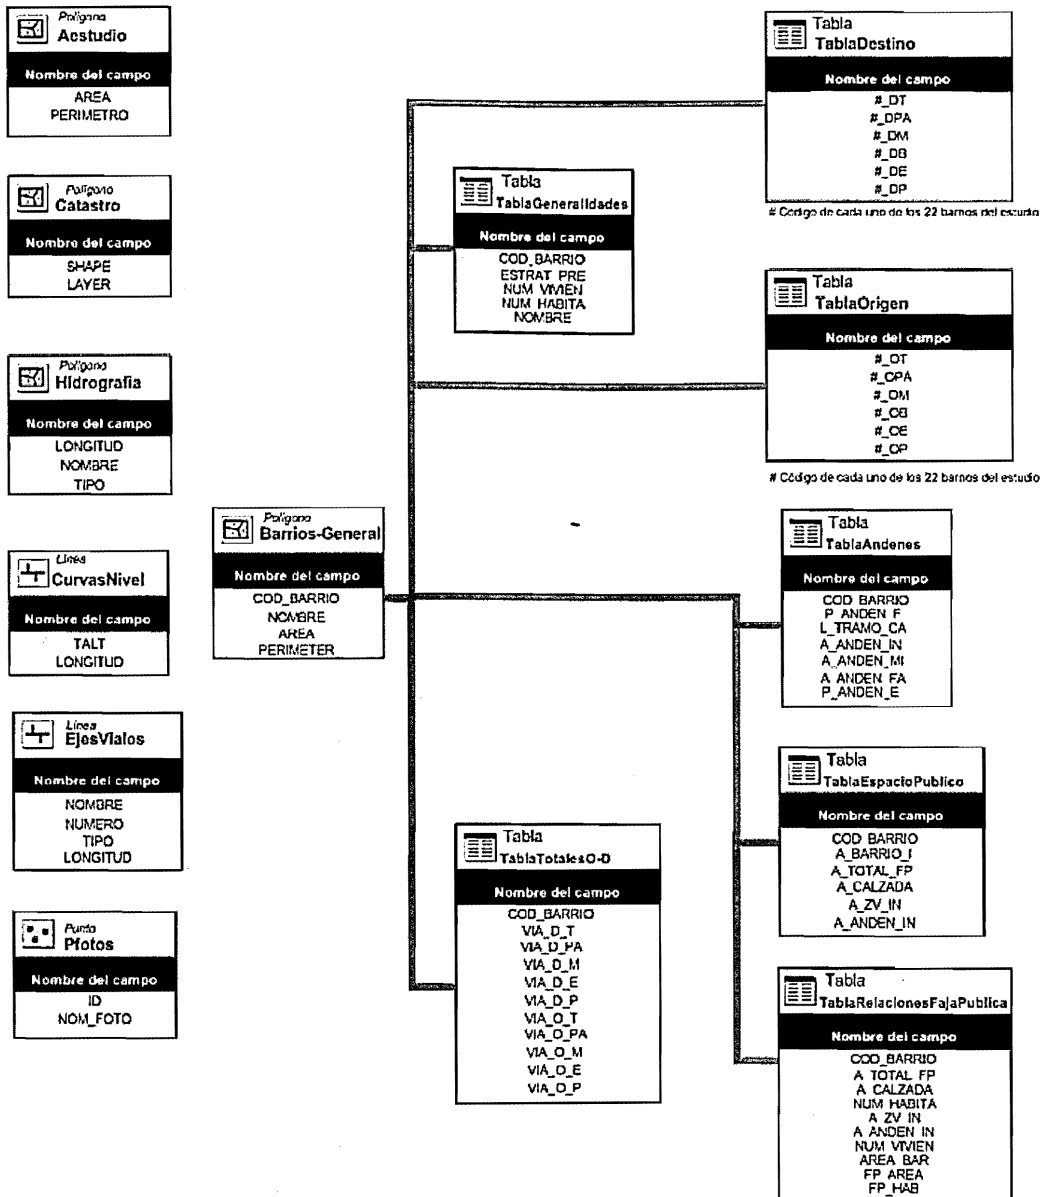 Polígono
Aestudio
Nombre del campo
AREA
PERIMETRO
Polígono
Catastro
Nombre del campo
SHAPE
LAYER
Polígono
Hidrografía
Nombre del campo
LONGITUD
NOMBRE
TIPO
Línea
CurvasNivel
Nombre del campo
TALT
LONGITUD
Línea
EjesViales
Nombre del campo
NOMBRE
NUMERO
TIPO
LONGITUD
Punto
Pfotos
Nombre del campo
ID
NOM_FOTO
Polígono
Barrios-General
Nombre del campo
COD_BARRIO
NOMBRE
AREA
PERIMETER
Tabla
TablaGeneralidades
Nombre del campo
COD_BARRIO
ESTRAT_PRE
NUM_VIVIEN
NUM_HABITA
NOMBRE
Tabla
TablaTotalesO-D
Nombre del campo
COD_BARRIO
VIA_D_T
VIA_D_PA
VIA_D_M
VIA_D_E
VIA_D_P
VIA_O_T
VIA_O_PA
VIA_O_M
VIA_O_E
VIA_O_P
Tabla
TablaDestino
Nombre del campo
#_DT
#_DPA
#_DM
#_DB
#_DE
#_DP
# Código de cada uno de los 22 barrios del estudio
Tabla
TablaOrigen
Nombre del campo
#_OT
#_OPA
#_OM
#_OB
#_OE
#_OP
# Código de cada uno de los 22 barrios del estudio
Tabla
TablaAndenes
Nombre del campo
COD_BARRIO
P_ANDEN_F
L_TRAMO_CA
A_ANDEN_IN
A_ANDEN_MI
A_ANDEN_FA
P_ANDEN_E
Tabla
TablaEspacioPublico
Nombre del campo
COD_BARRIO
A_BARRIO_I
A_TOTAL_FP
A_CALZADA
A_ZV_IN
A_ANDEN_IN
Tabla
TablaRelacionesFajaPublica
Nombre del campo
COD_BARRIO
A_TOTAL_FP
A_CALZADA
NUM_HABITA
A_ZV_IN
A_ANDEN_IN
NUM_VIVIEN
AREA_BAR
FP_AREA
FP_HAB